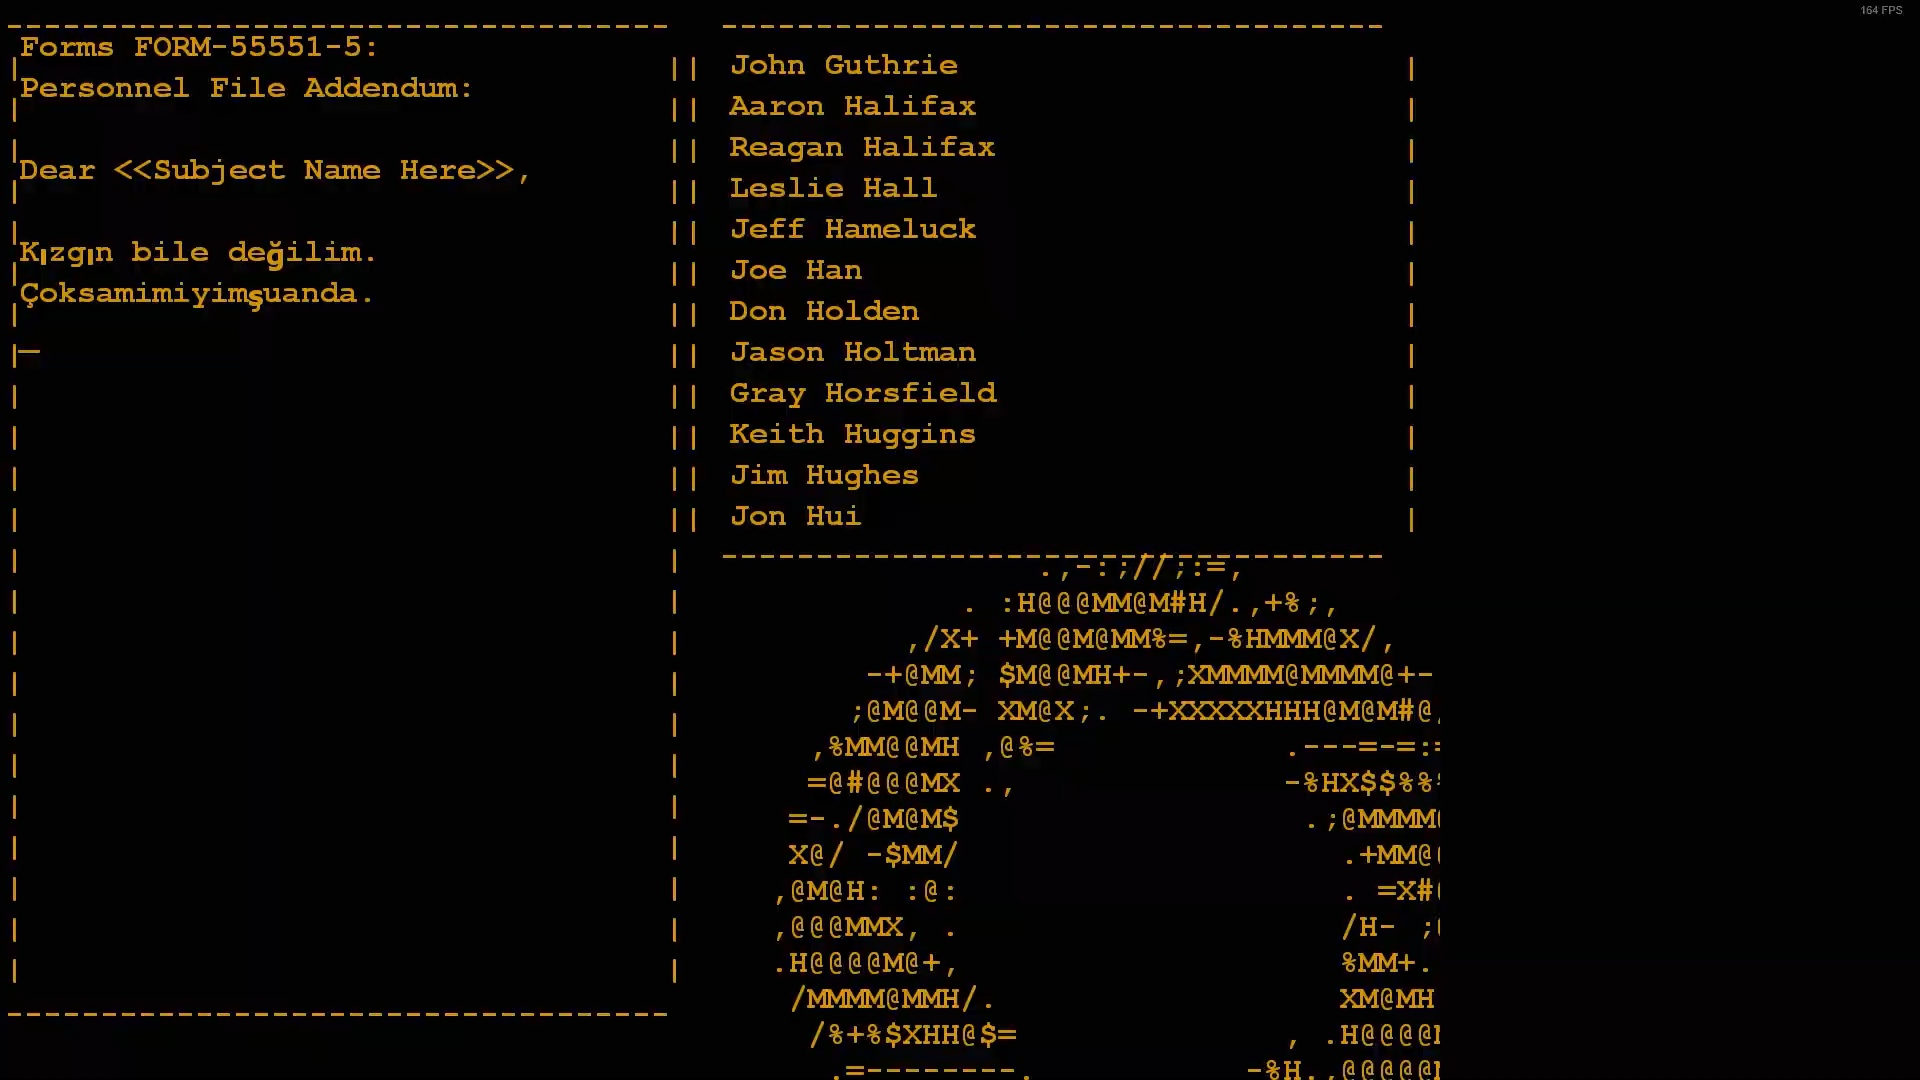 164 FPS
Forms FORM-55551-5:
Personnel File Addendum:
Dear <<Subject Name Here>>,
Kızgın bile değilim.
Çoksamimiyimşuanda.
John Guthrie
Aaron Halifax
Reagan Halifax
Leslie Hall
Jeff Hameluck
Joe Han
Don Holden
Jason Holtman
Gray Horsfield
Keith Huggins
Jim Hughes
Jon Hui